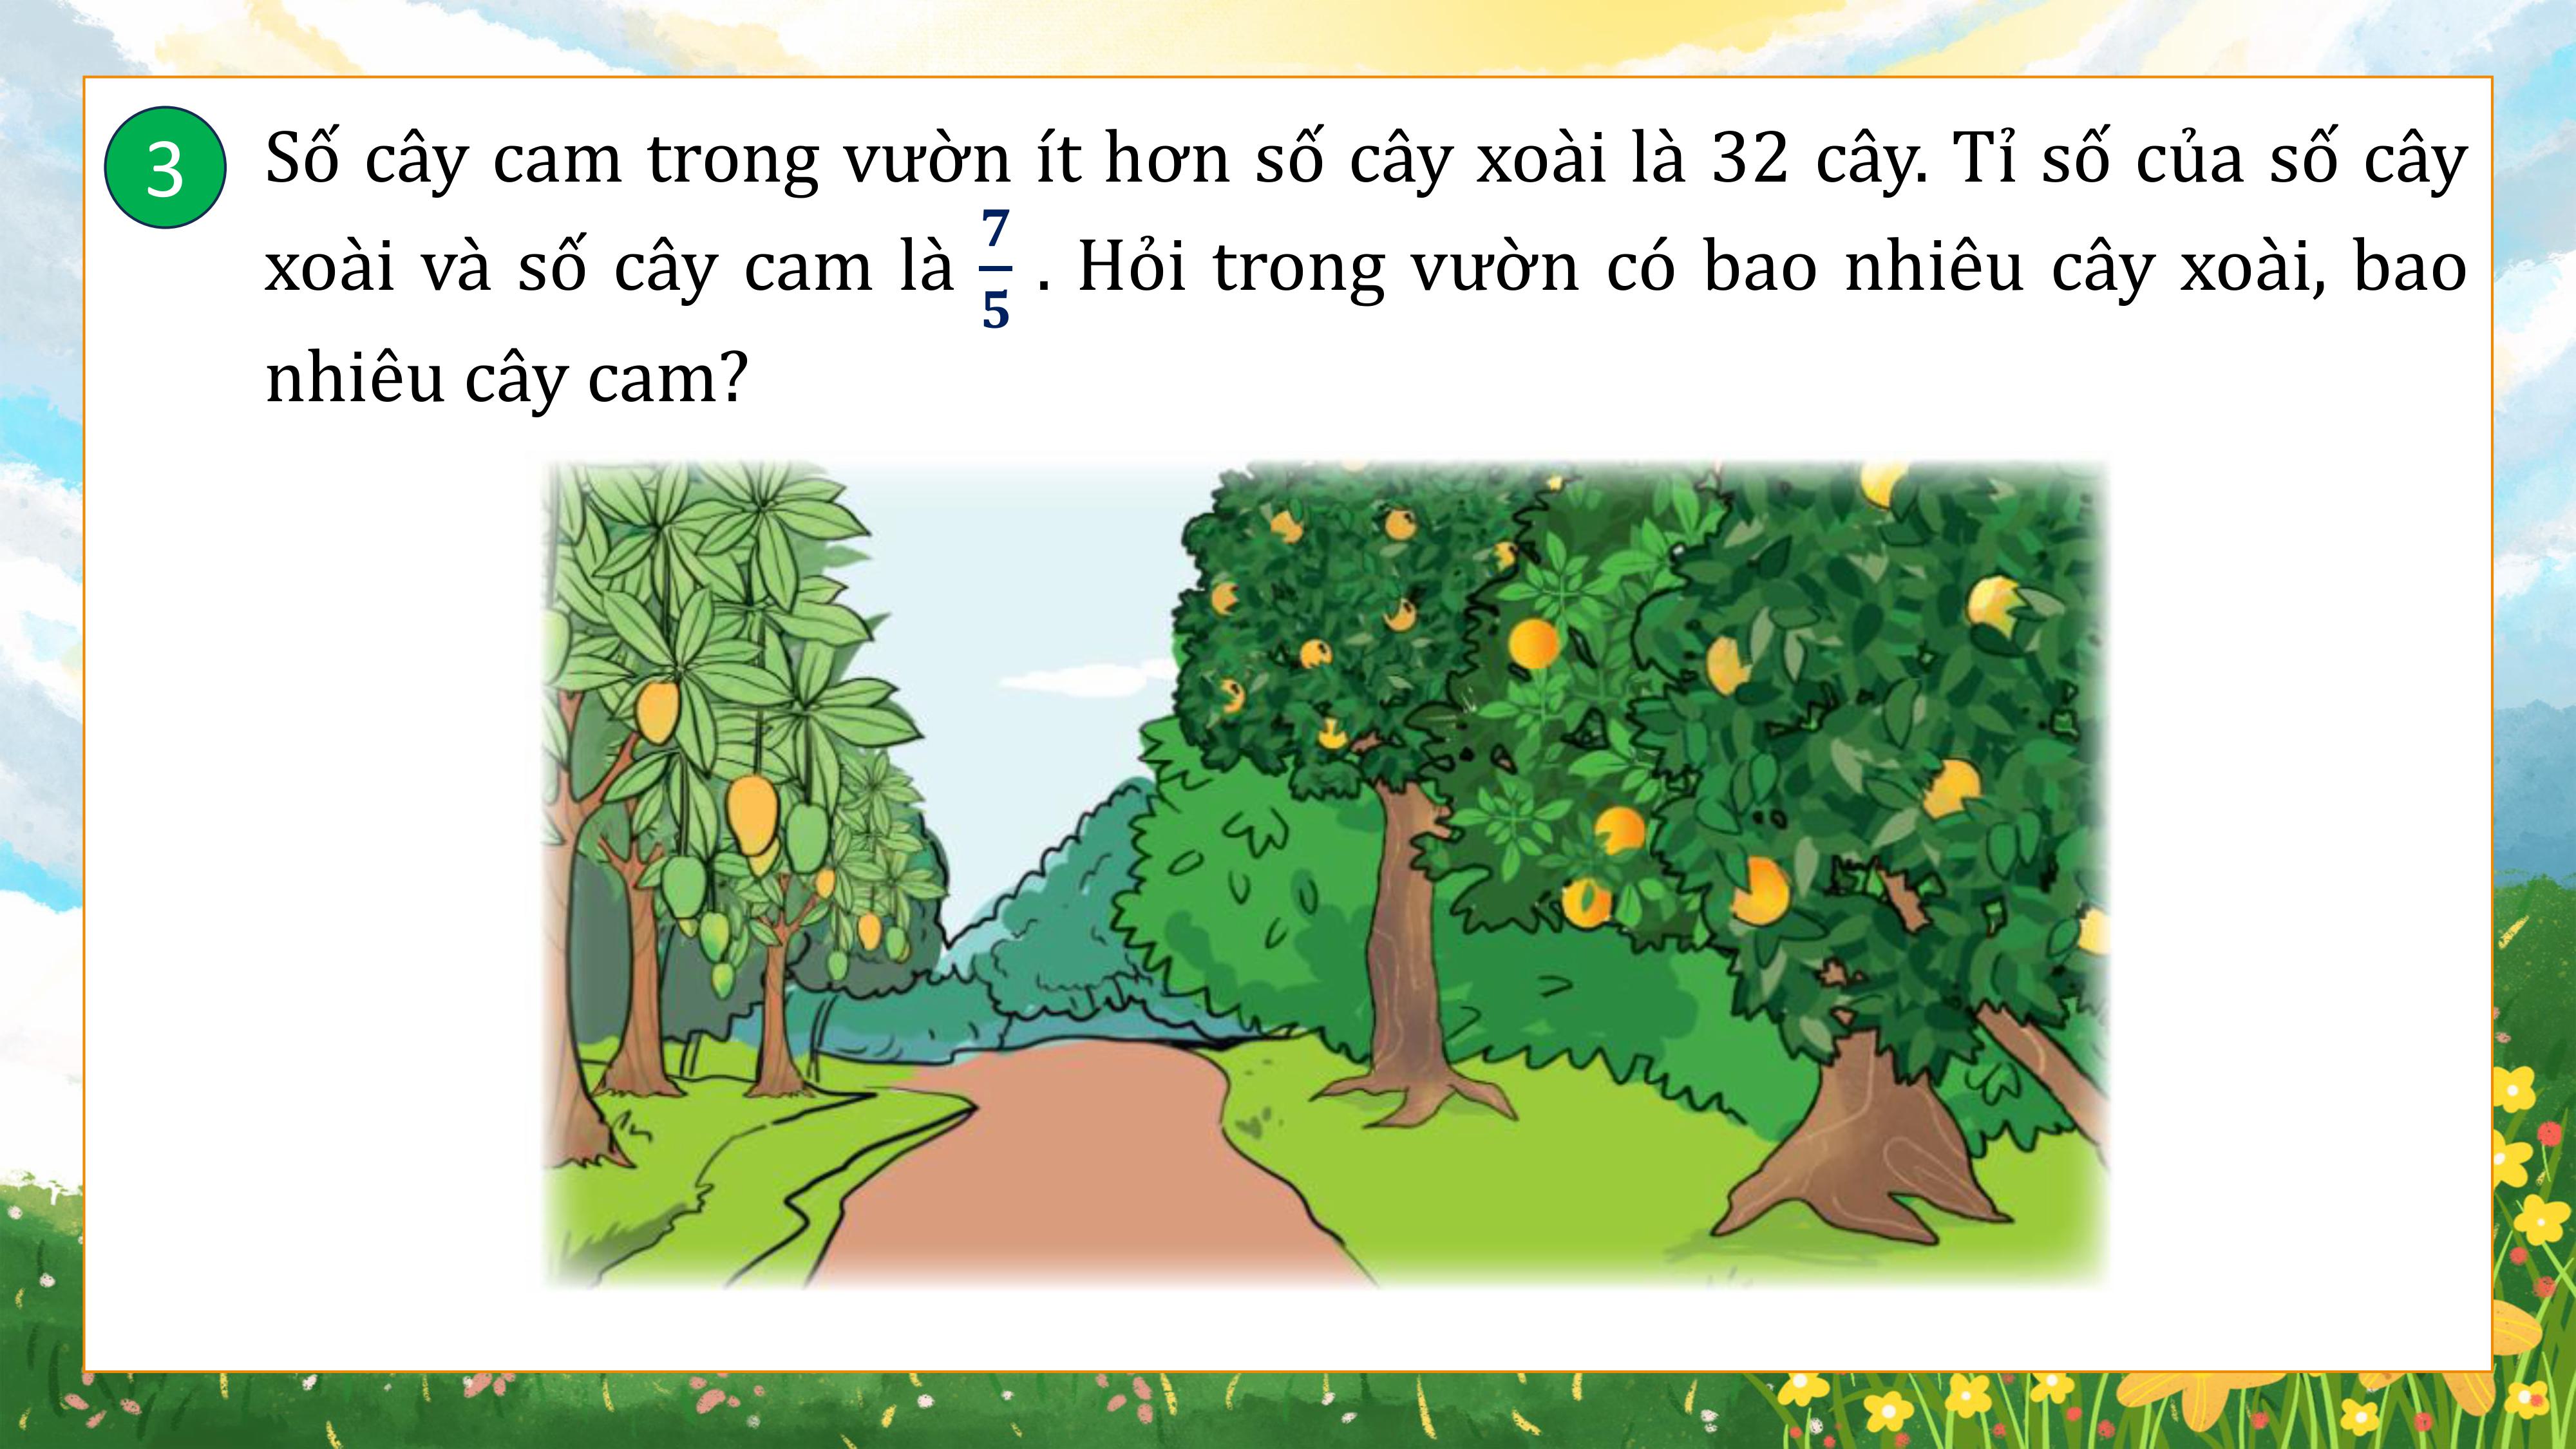 3
Số cây cam trong vườn ít hơn số cây xoài là 32 cây. Tỉ số của số cây
xoài và số cây cam là 7/5 . Hỏi trong vườn có bao nhiêu cây xoài, bao
nhiêu cây cam?